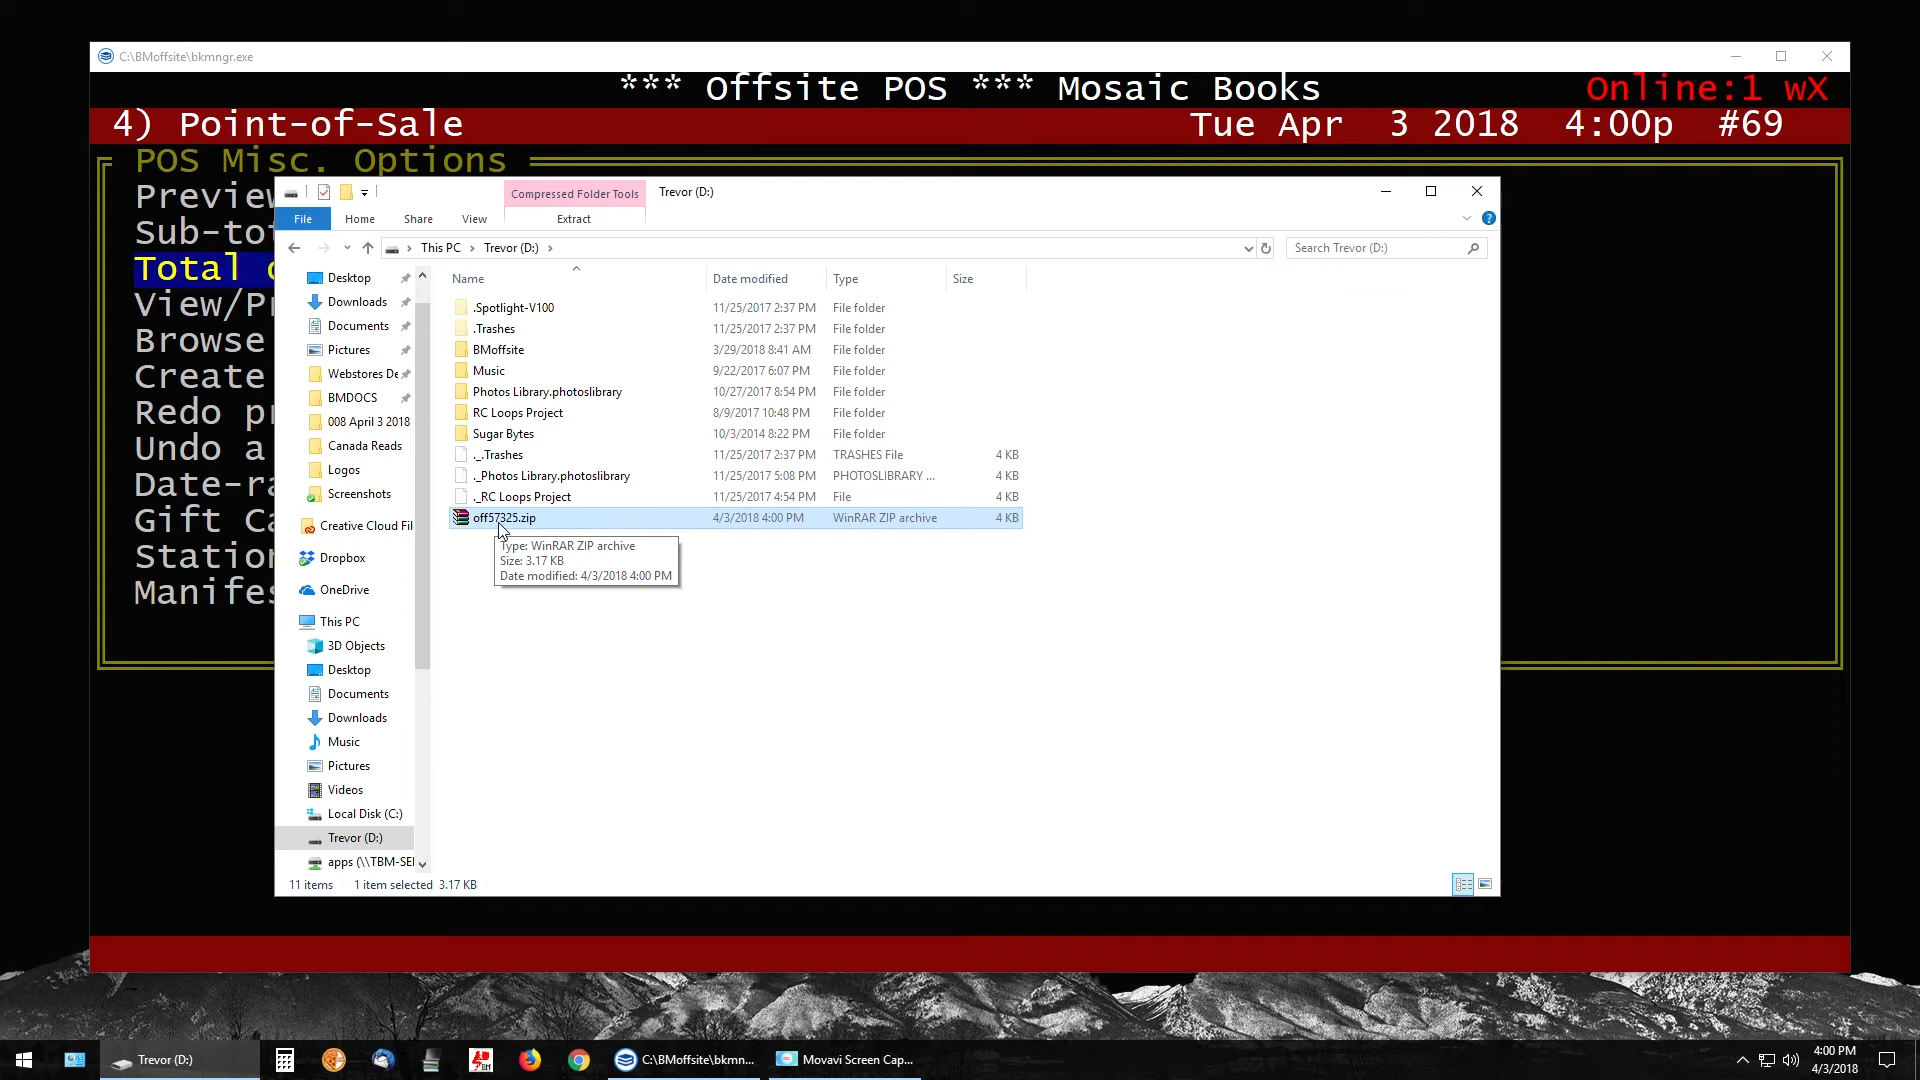 C:\BMoffsite\bkmngr.exe
*** Offsite POS *** Mosaic Books
Online:1 wX
4) Point-of-Sale
Tue Apr 3 2018 4:00p #69
POS Misc. Options
Preview
Sub-tot
Total
View/Pr
Browse
Create
Redo pr
Undo a
Date-ra
Gift Ca
Station
Manifes
Compressed Folder Tools
Trevor (D:)
File
Home
Share
View
Extract
This PC
Trevor (D:)
Search Trevor (D:)
Name
Date modified
Type
Size
Desktop
Downloads
Documents
Pictures
Webstores De
BMDOCS
008 April 3 2018
Canada Reads
Logos
Screenshots
Creative Cloud Fil
Dropbox
OneDrive
This PC
3D Objects
Desktop
Documents
Downloads
Music
Pictures
Videos
Local Disk (C:)
Trevor (D:)
apps (\\TBM-SEI
.Spotlight-V100 11/25/2017 2:37 PM File folder
.Trashes 11/25/2017 2:37 PM File folder
BMoffsite 3/29/2018 8:41 AM File folder
Music 9/22/2017 6:07 PM File folder
Photos Library.photoslibrary 10/27/2017 8:54 PM File folder
RC Loops Project 8/9/2017 10:48 PM File folder
Sugar Bytes 10/3/2014 8:22 PM File folder
._.Trashes 11/25/2017 2:37 PM TRASHES File 4 KB
._Photos Library.photoslibrary 11/25/2017 5:08 PM PHOTOSLIBRARY ... 4 KB
._RC Loops Project 11/25/2017 4:54 PM File 4 KB
off57325.zip 4/3/2018 4:00 PM WinRAR ZIP archive 4 KB
Type: WinRAR ZIP archive
Size: 3.17 KB
Date modified: 4/3/2018 4:00 PM
11 items 1 item selected 3.17 KB
Trevor (D:)
BM
C:\BMoffsite\bkmn...
Movavi Screen Cap...
4:00 PM
4/3/2018